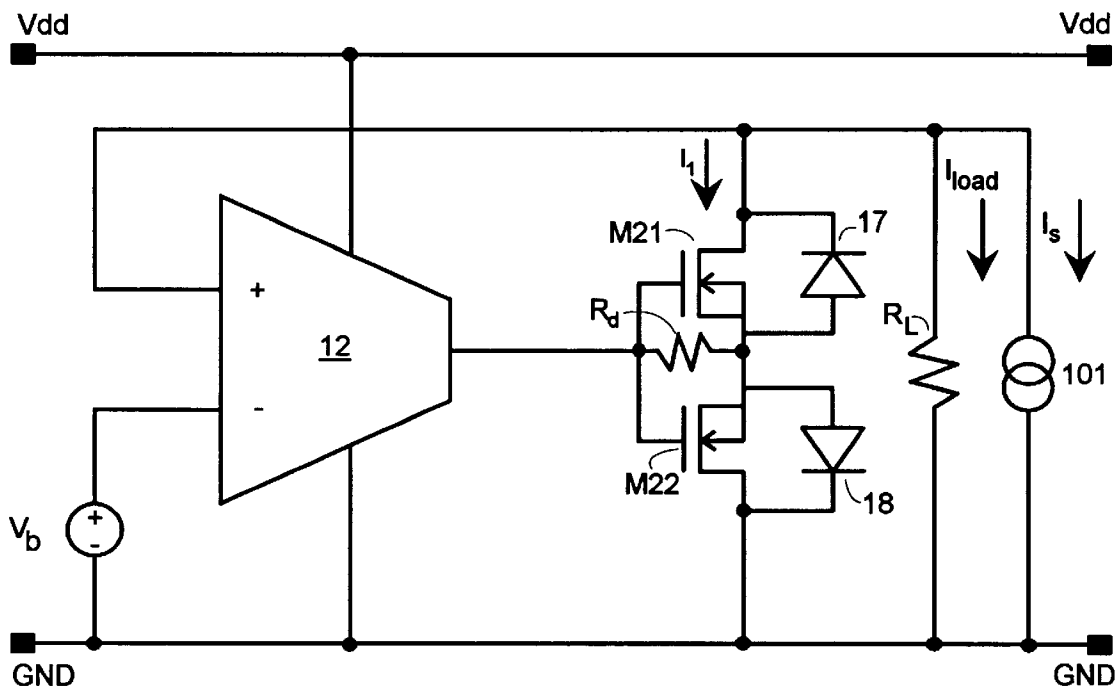 Vdd
Vdd
I1
Iload
Is
M21
17
+
Rd
12
RL
101
-
M22
18
Vb
+
-
GND
GND